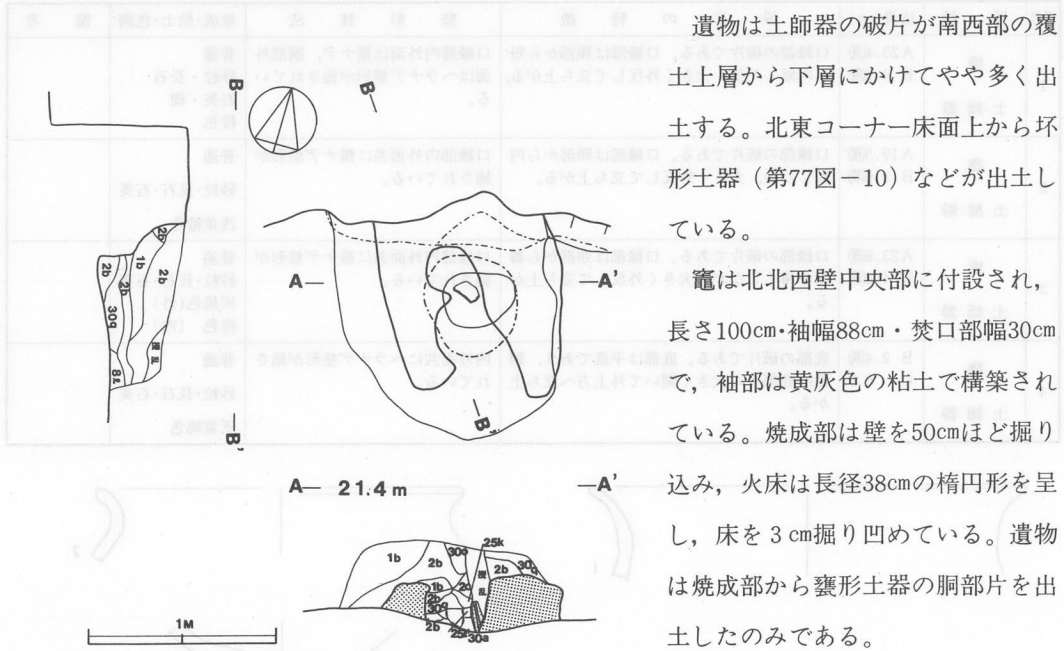 遺物は土師器の破片が南西部の覆
土上層から下層にかけてやや多く出
土する。北東コーナー床面上から坏
形土器(第77図―10)などが出土し
ている。
竈は北北西壁中央部に付設され,
長さ100cm・袖幅88cm・焚口部幅30cm
で,袖部は黄灰色の粘土で構築され
ている。焼成部は壁を50cmほど掘り
込み,火床は長径38cmの楕円形を呈
し,床を3cm掘り凹めている。遺物
は焼成部から甕形土器の胴部片を出
土したのみである。
B
B
2b
1b
2b
2b
2b
30q
攪乱
A
A'
B'
B'
A 21.4m
A'
25k
1b
2b
30q
2b
1b
攪乱
2b
30a
1M